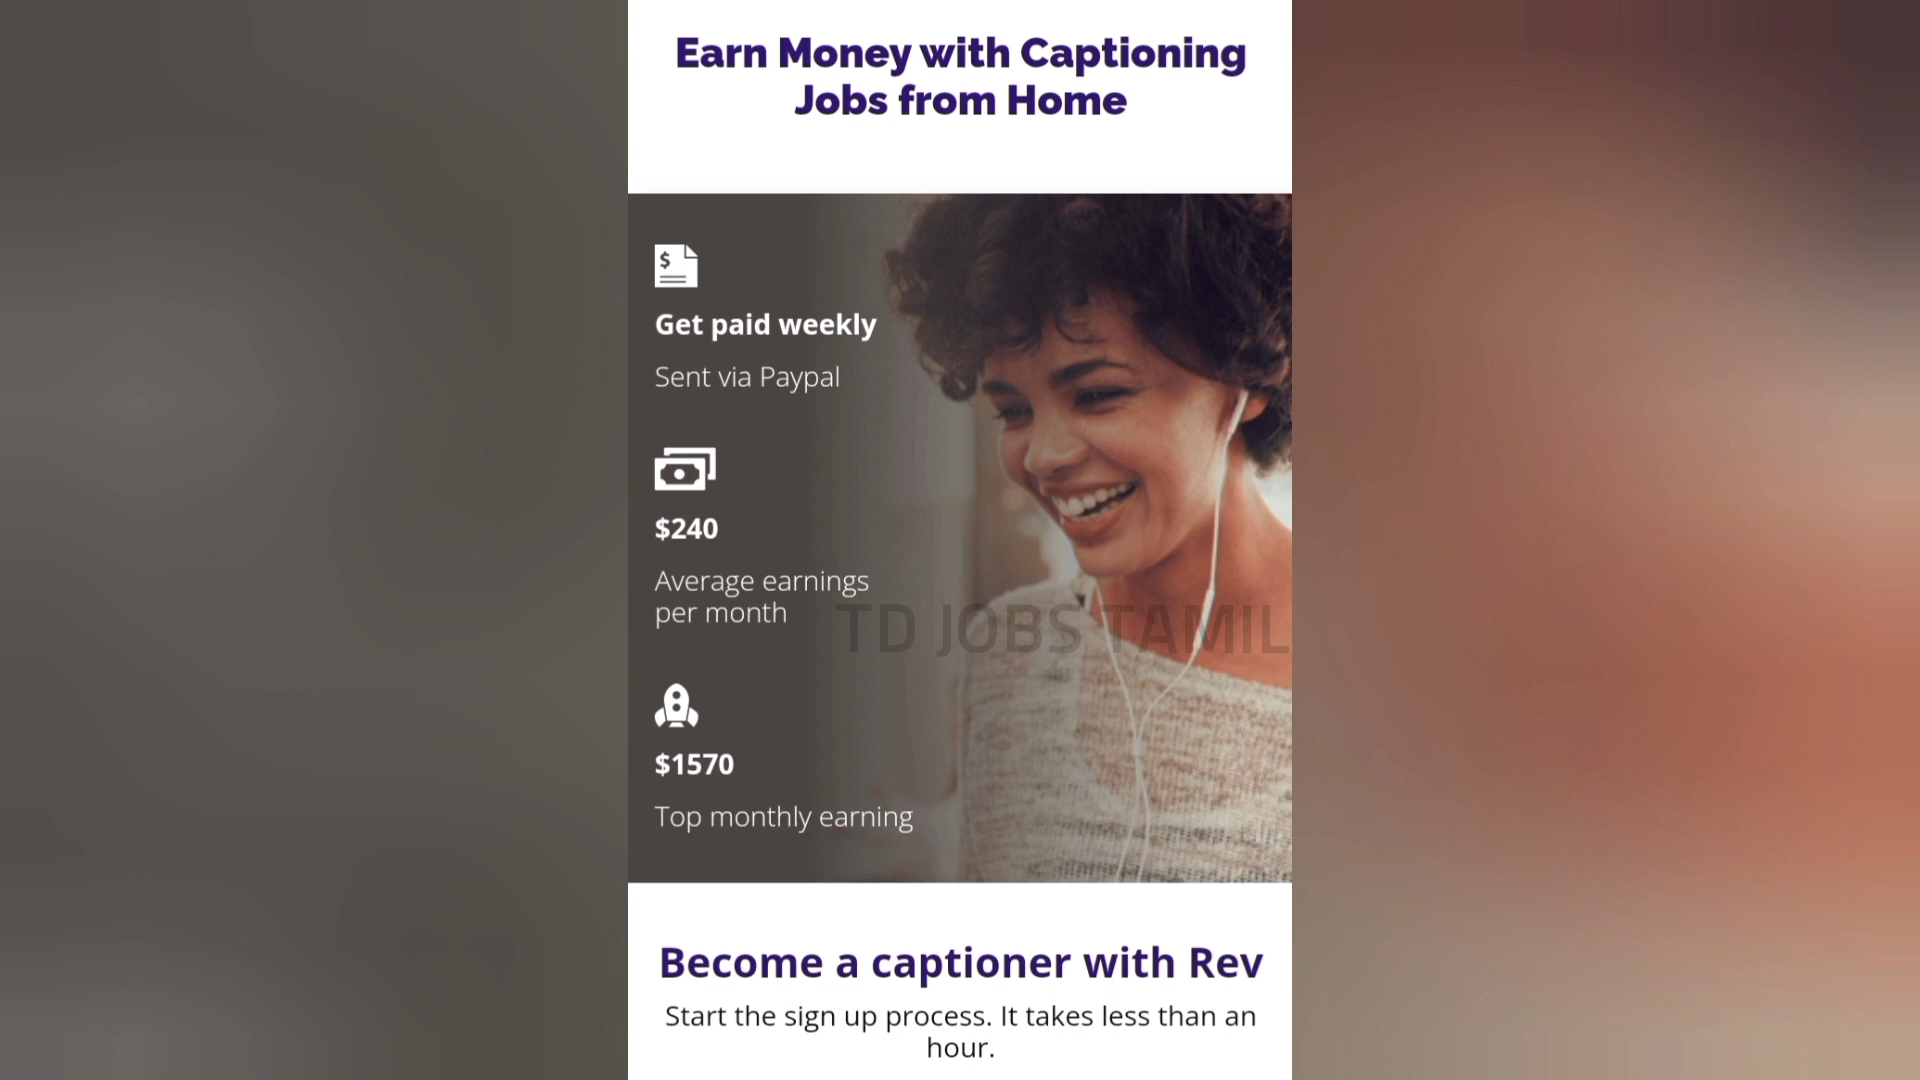 Earn Money with Captioning
Jobs from Home
$
Get paid weekly
Sent via Paypal
$240
Average earnings
per month
TD JOBS TAMIL
$1570
Top monthly earning
Become a captioner with Rev
Start the sign up process. It takes less than an
hour.